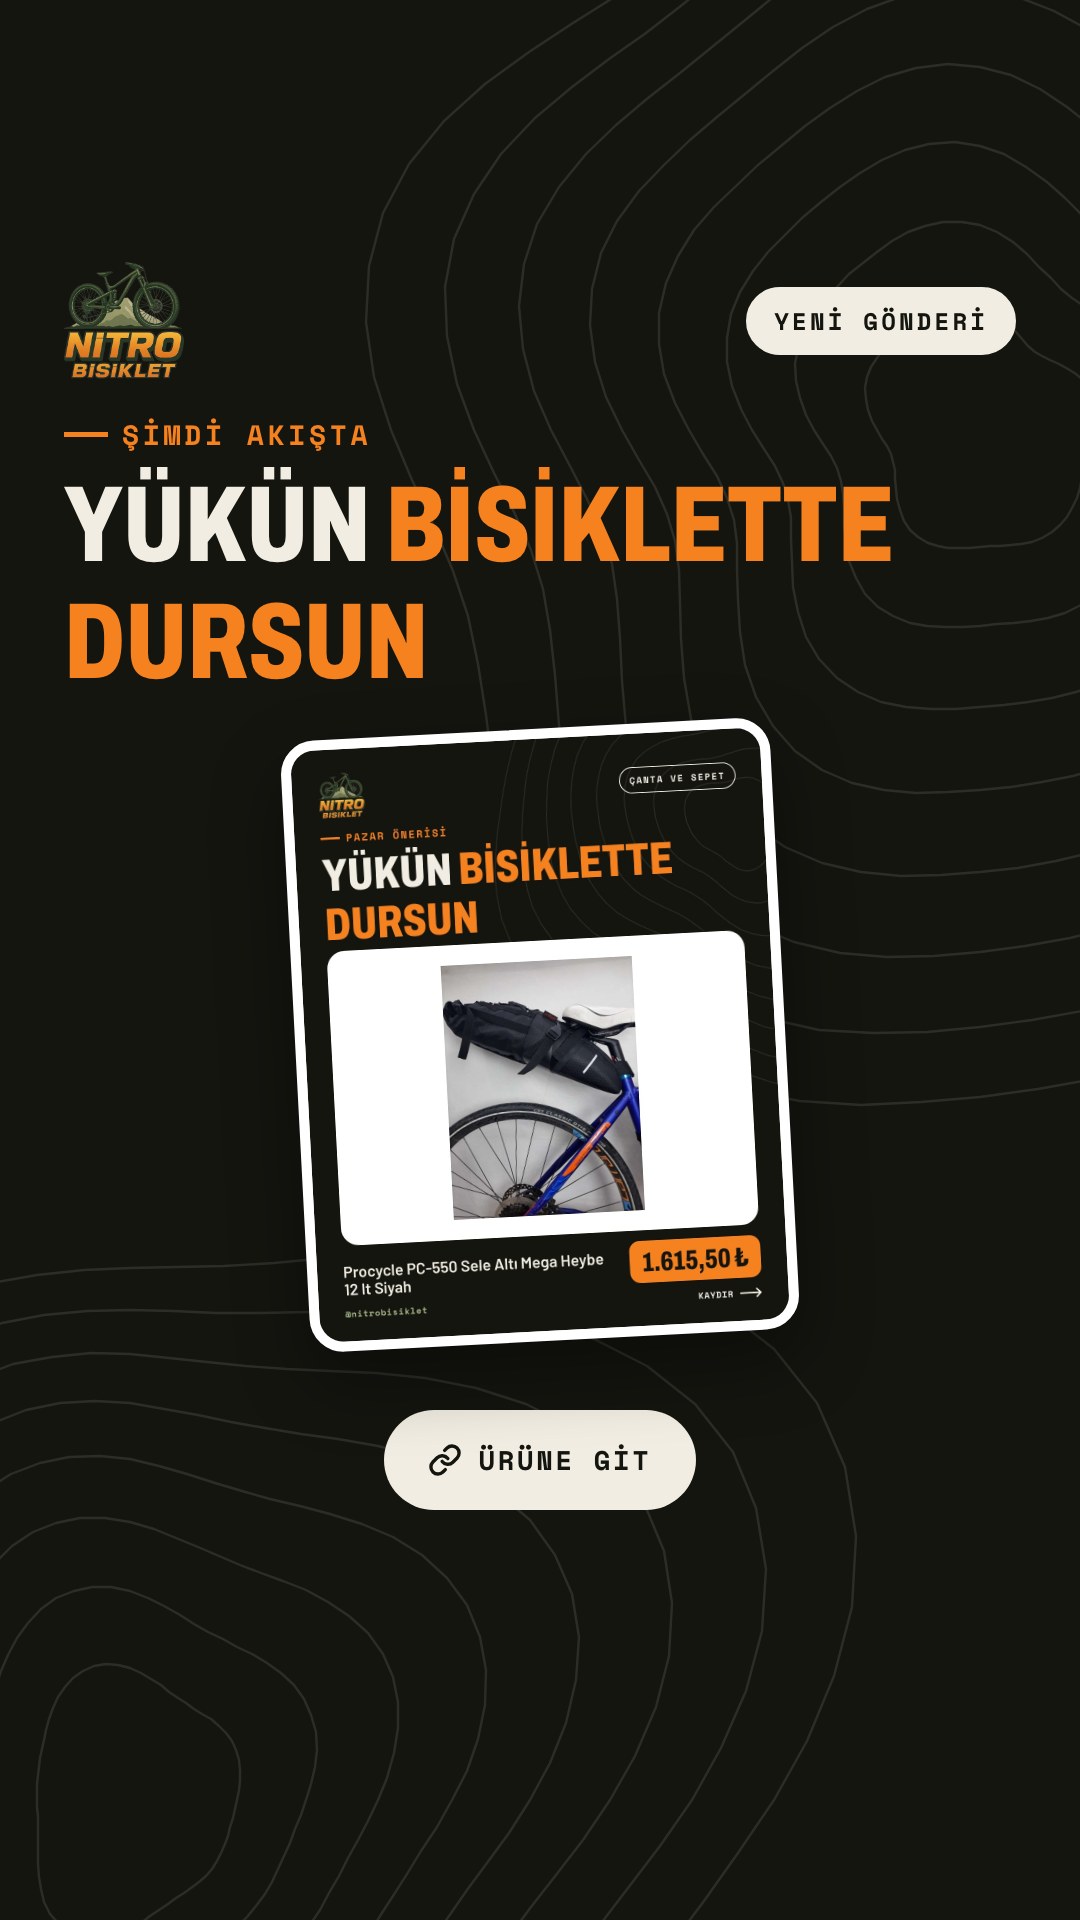 NiTRO
BiSiKLET
YENİ GÖNDERİ
ŞİMDİ AKIŞTA
YÜKÜN BİSİKLETTE
DURSUN
NiTRO
BiSiKLET
ÇANTA VE SEPET
PAZAR ÖNERİSİ
YÜKÜN BİSİKLETTE
DURSUN
Procycle PC-550 Sele Altı Mega Heybe
12 lt Siyah
1.615,50 ₺
@nitrobisiklet
KAYDIR
ÜRÜNE GİT